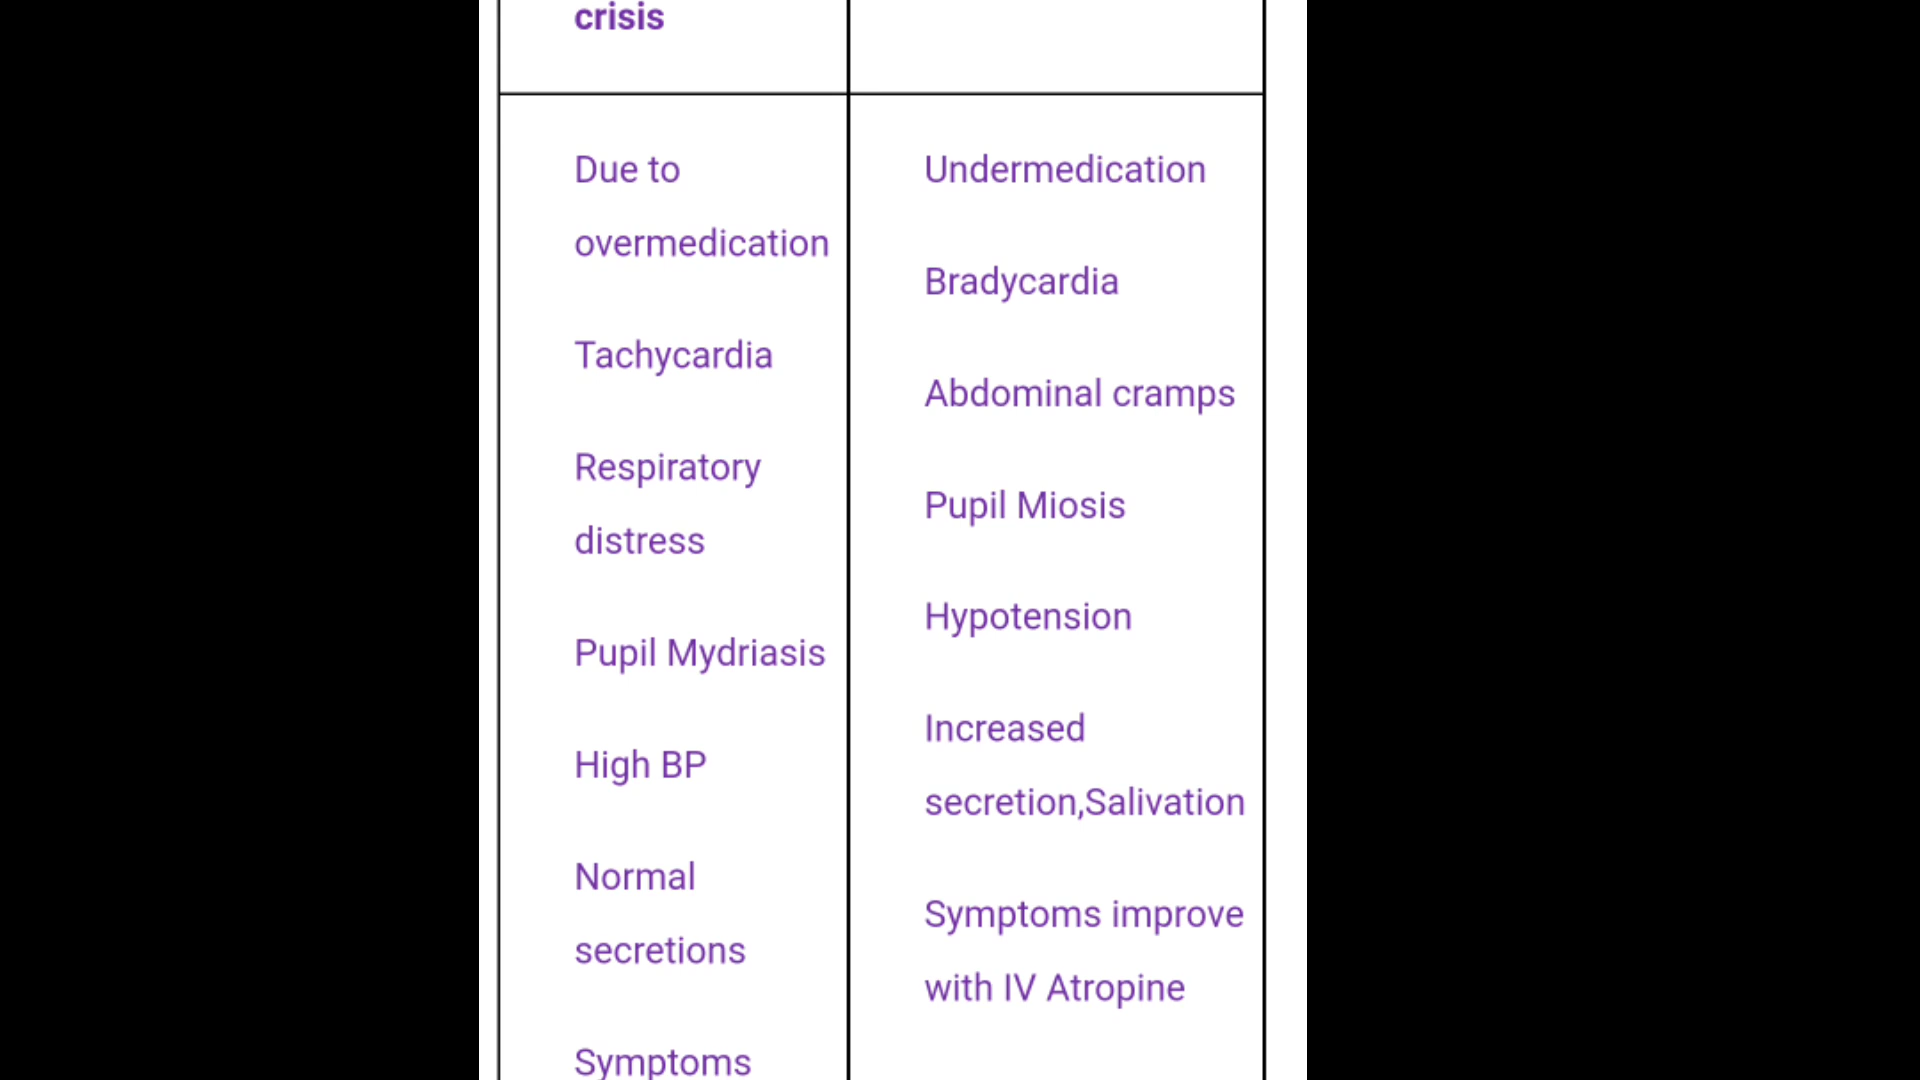 crisis
Due to
overmedication
Tachycardia
Respiratory
distress
Pupil Mydriasis
High BP
Normal
secretions
Symptoms
Undermedication
Bradycardia
Abdominal cramps
Pupil Miosis
Hypotension
Increased
secretion,Salivation
Symptoms improve
with IV Atropine